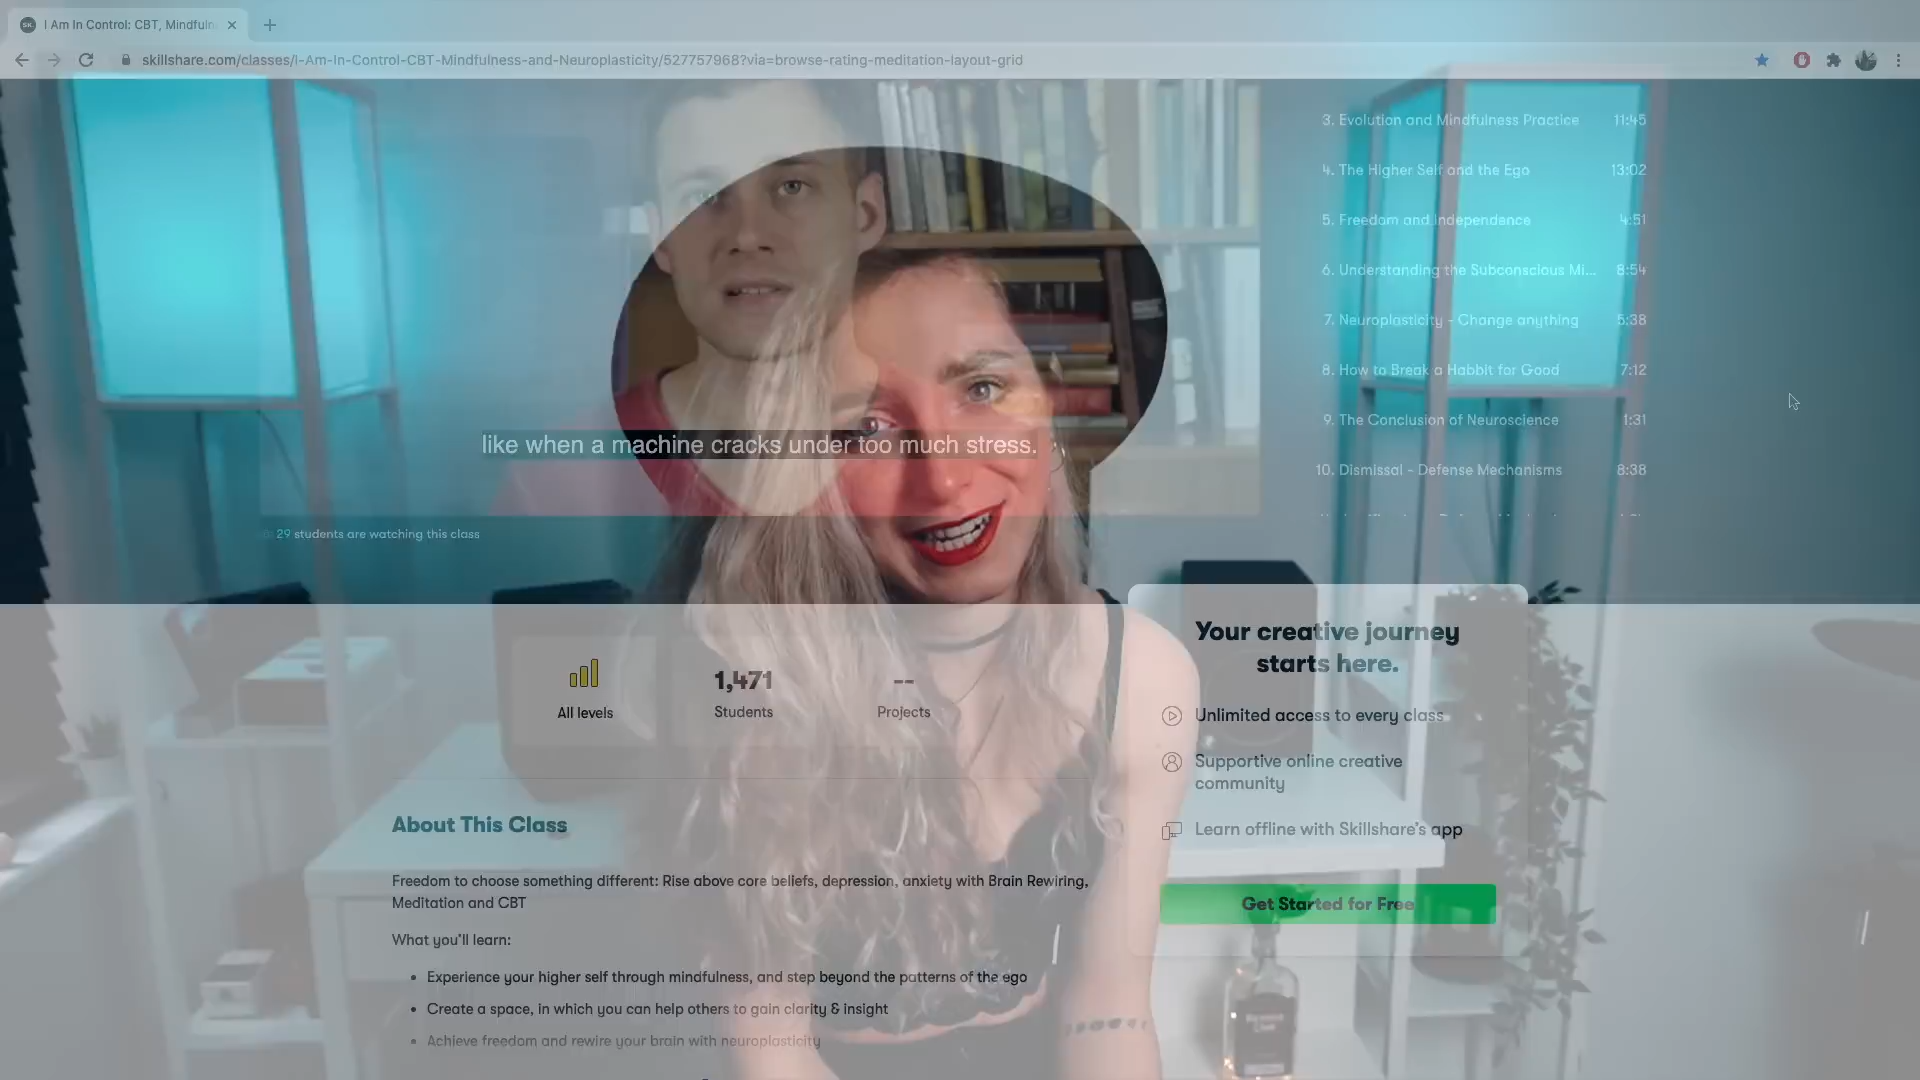 I Am In Control: CBT, Mindfuln
skillshare.com/classes/I-Am-In-Control-CBT-Mindfulness-and-Neuroplasticity/527757968?via=browse-rating-meditation-layout-grid
3. Evolution and Mindfulness Practice 11:45
4. The Higher Self and the Ego 13:02
5. Freedom and Independence 4:51
6. Understanding the Subconscious Mi... 8:54
7. Neuroplasticity - Change anything 5:38
8. How to Break a Habbit for Good 7:12
9. The Conclusion of Neuroscience 1:31
10. Dismissal - Defense Mechanisms 8:38
like when a machine cracks under too much stress.
29 students are watching this class
All levels
1,471
Students
--
Projects
Your creative journey
starts here.
Unlimited access to every class
Supportive online creative
community
Learn offline with Skillshare's app
Get Started for Free
About This Class
Freedom to choose something different: Rise above core beliefs, depression, anxiety with Brain Rewiring,
Meditation and CBT
What you'll learn:
• Experience your higher self through mindfulness, and step beyond the patterns of the ego
• Create a space, in which you can help others to gain clarity & insight
• Achieve freedom and rewire your brain with neuroplasticity